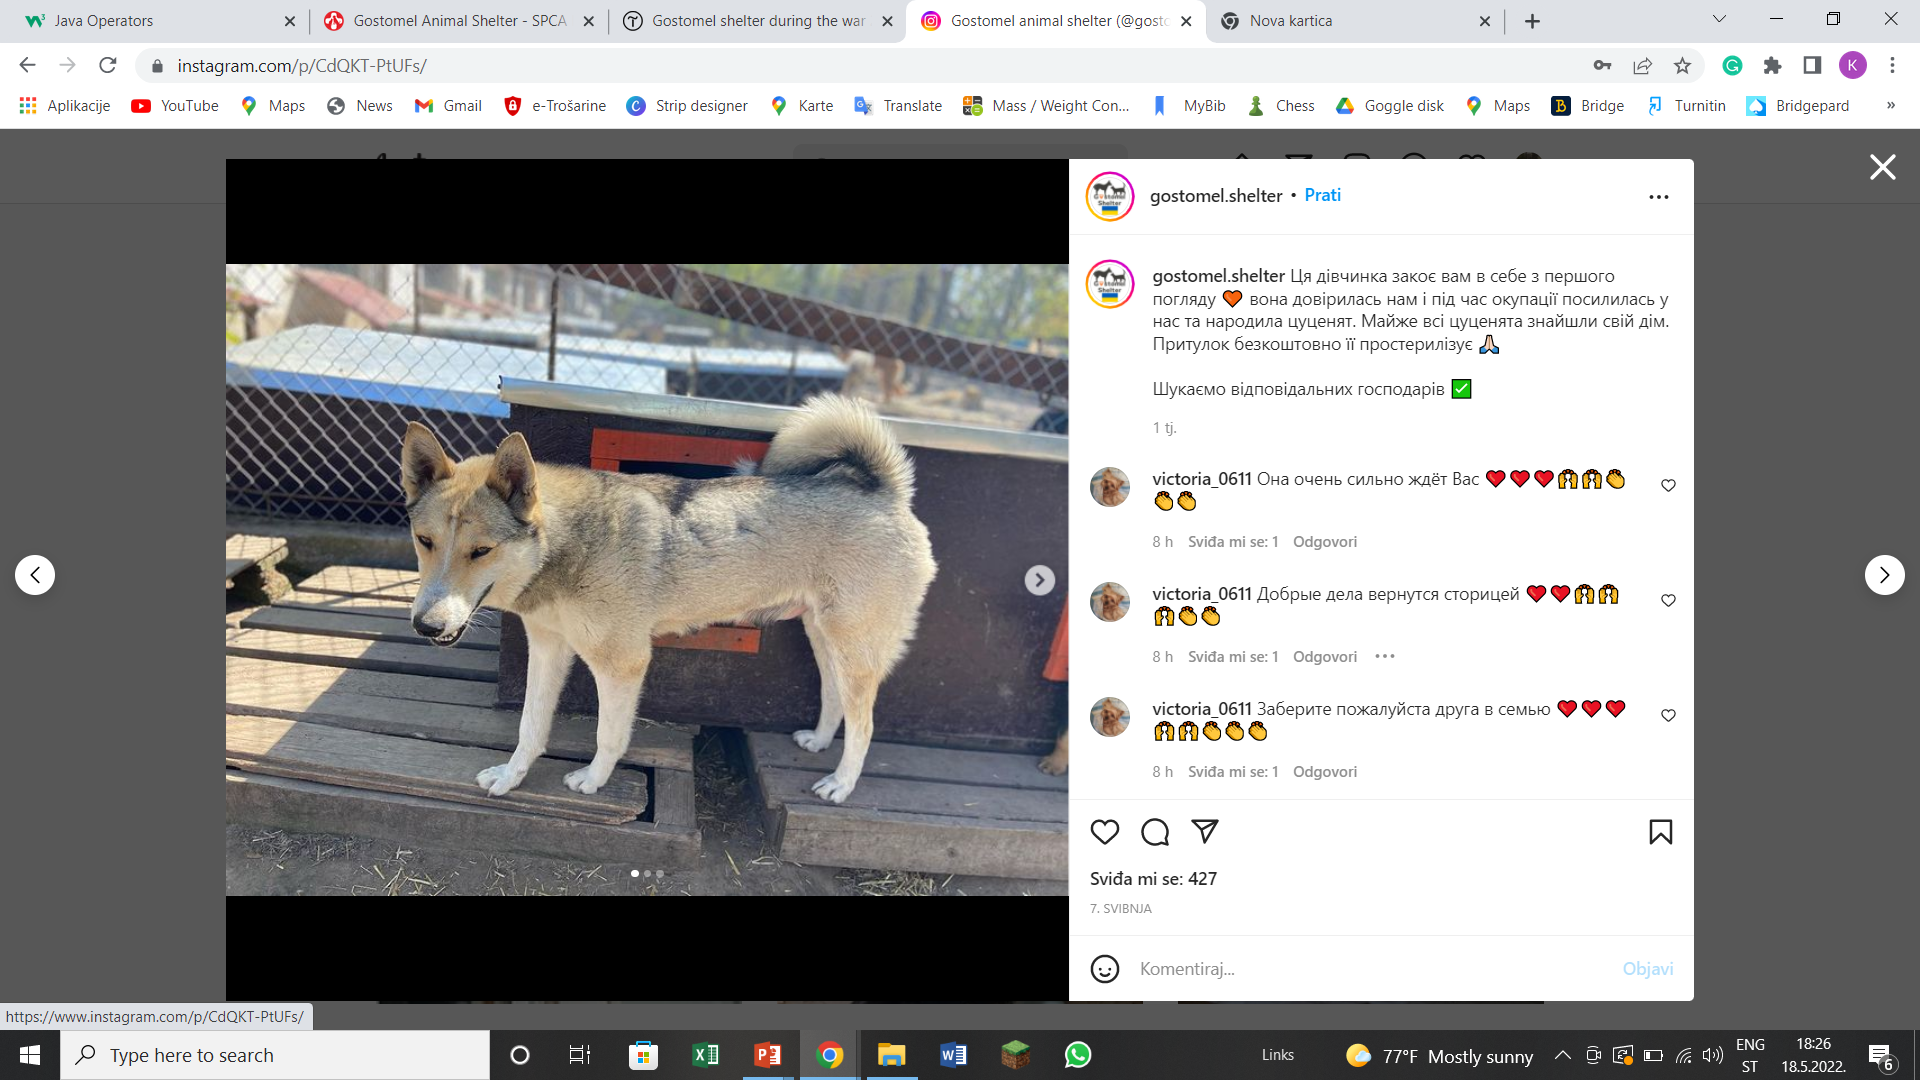 Java Operators
Gostomel Animal Shelter - SPCA
Gostomel shelter during the war
Gostomel animal shelter (@gosto
Nova kartica
instagram.com/p/CdQKT-PtUFs/
K
Aplikacije
YouTube
Maps
News
Gmail
e-Trošarine
Strip designer
Karte
Translate
Mass / Weight Con...
MyBib
Chess
Goggle disk
Maps
Bridge
Turnitin
Bridgepard
»
gostomel.shelter • Prati
gostomel.shelter Ця дівчинка закоє вам в себе з першого
погляду 🧡 вона довірилась нам і під час окупації посилилась у
нас та народила цуценят. Майже всі цуценята знайшли свій дім.
Притулок безкоштовно її простерилізує 🙏🏻
Шукаємо відповідальних господарів ✅
1 tj.
victoria_0611 Она очень сильно ждёт Вас ❤️❤️❤️🙌🙌👏
👏👏
8 h Sviđa mi se: 1 Odgovori
victoria_0611 Добрые дела вернутся сторицей ❤️❤️🙌🙌
🙌👏👏
8 h Sviđa mi se: 1 Odgovori
victoria_0611 Заберите пожалуйста друга в семью ❤️❤️❤️
🙌🙌👏👏👏
8 h Sviđa mi se: 1 Odgovori
Sviđa mi se: 427
7. SVIBNJA
Komentiraj...
Objavi
https://www.instagram.com/p/CdQKT-PtUFs/
Type here to search
Links
77°F Mostly sunny
ENG
ST
18:26
18.5.2022.
6